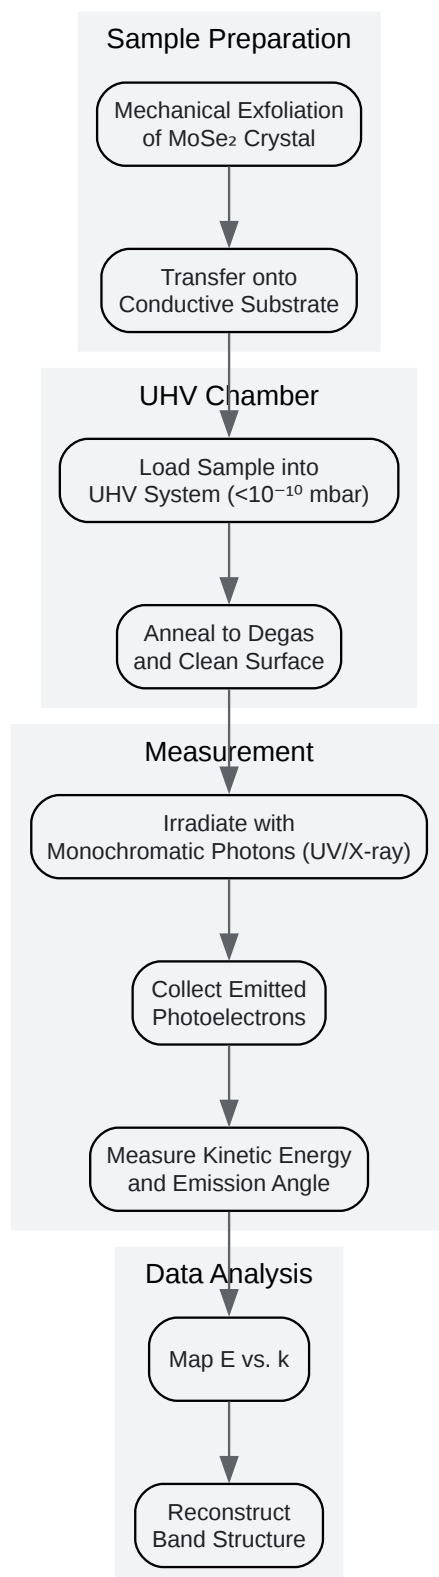 Sample Preparation
Mechanical Exfoliation
of MoSe₂ Crystal
Transfer onto
Conductive Substrate
UHV Chamber
Load Sample into
UHV System (<10⁻¹⁰ mbar)
Anneal to Degas
and Clean Surface
Measurement
Irradiate with
Monochromatic Photons (UV/X-ray)
Collect Emitted
Photoelectrons
Measure Kinetic Energy
and Emission Angle
Data Analysis
Map E vs. k
Reconstruct
Band Structure